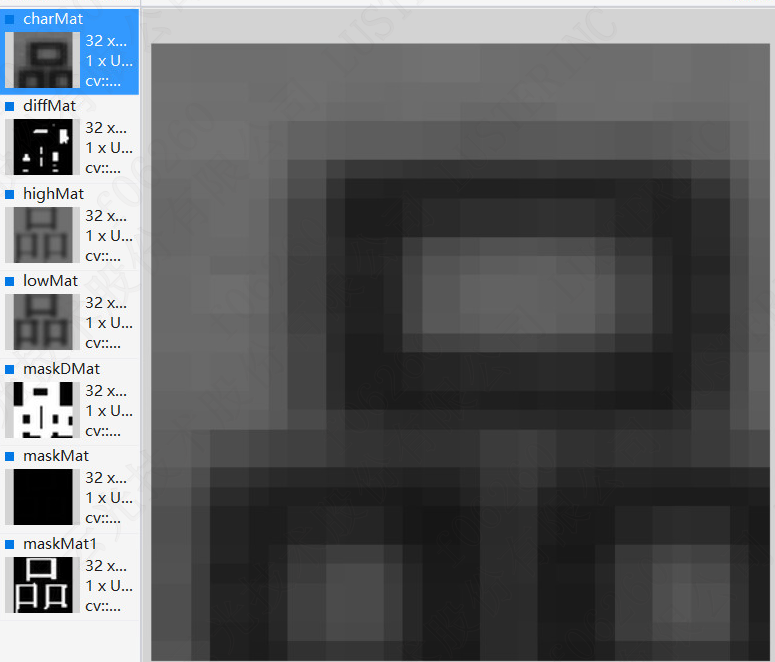 charMat
32 x...
1 x U...
cv::...
diffMat
32 x...
1 x U...
cv::...
highMat
32 x...
1 x U...
cv::...
lowMat
32 x...
1 x U...
cv::...
maskDMat
32 x...
1 x U...
cv::...
maskMat
32 x...
1 x U...
cv::...
maskMat1
32 x...
1 x U...
cv::...
品